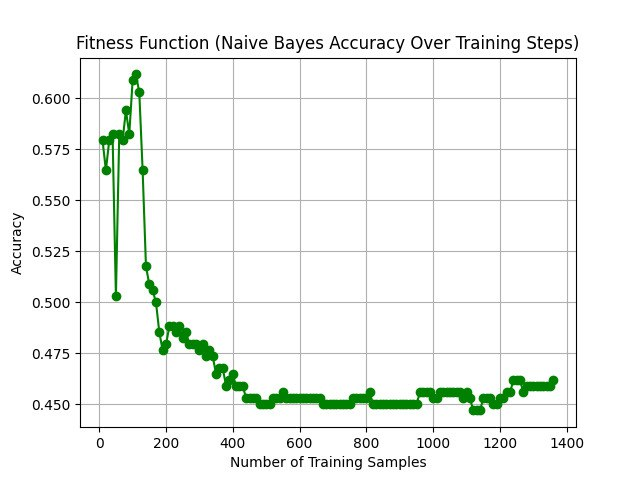 Fitness Function (Naive Bayes Accuracy Over Training Steps)
0.600
0.575
0.550
0.525
0.500
0.475
0.450
Accuracy
0 200 400 600 800 1000 1200 1400
Number of Training Samples